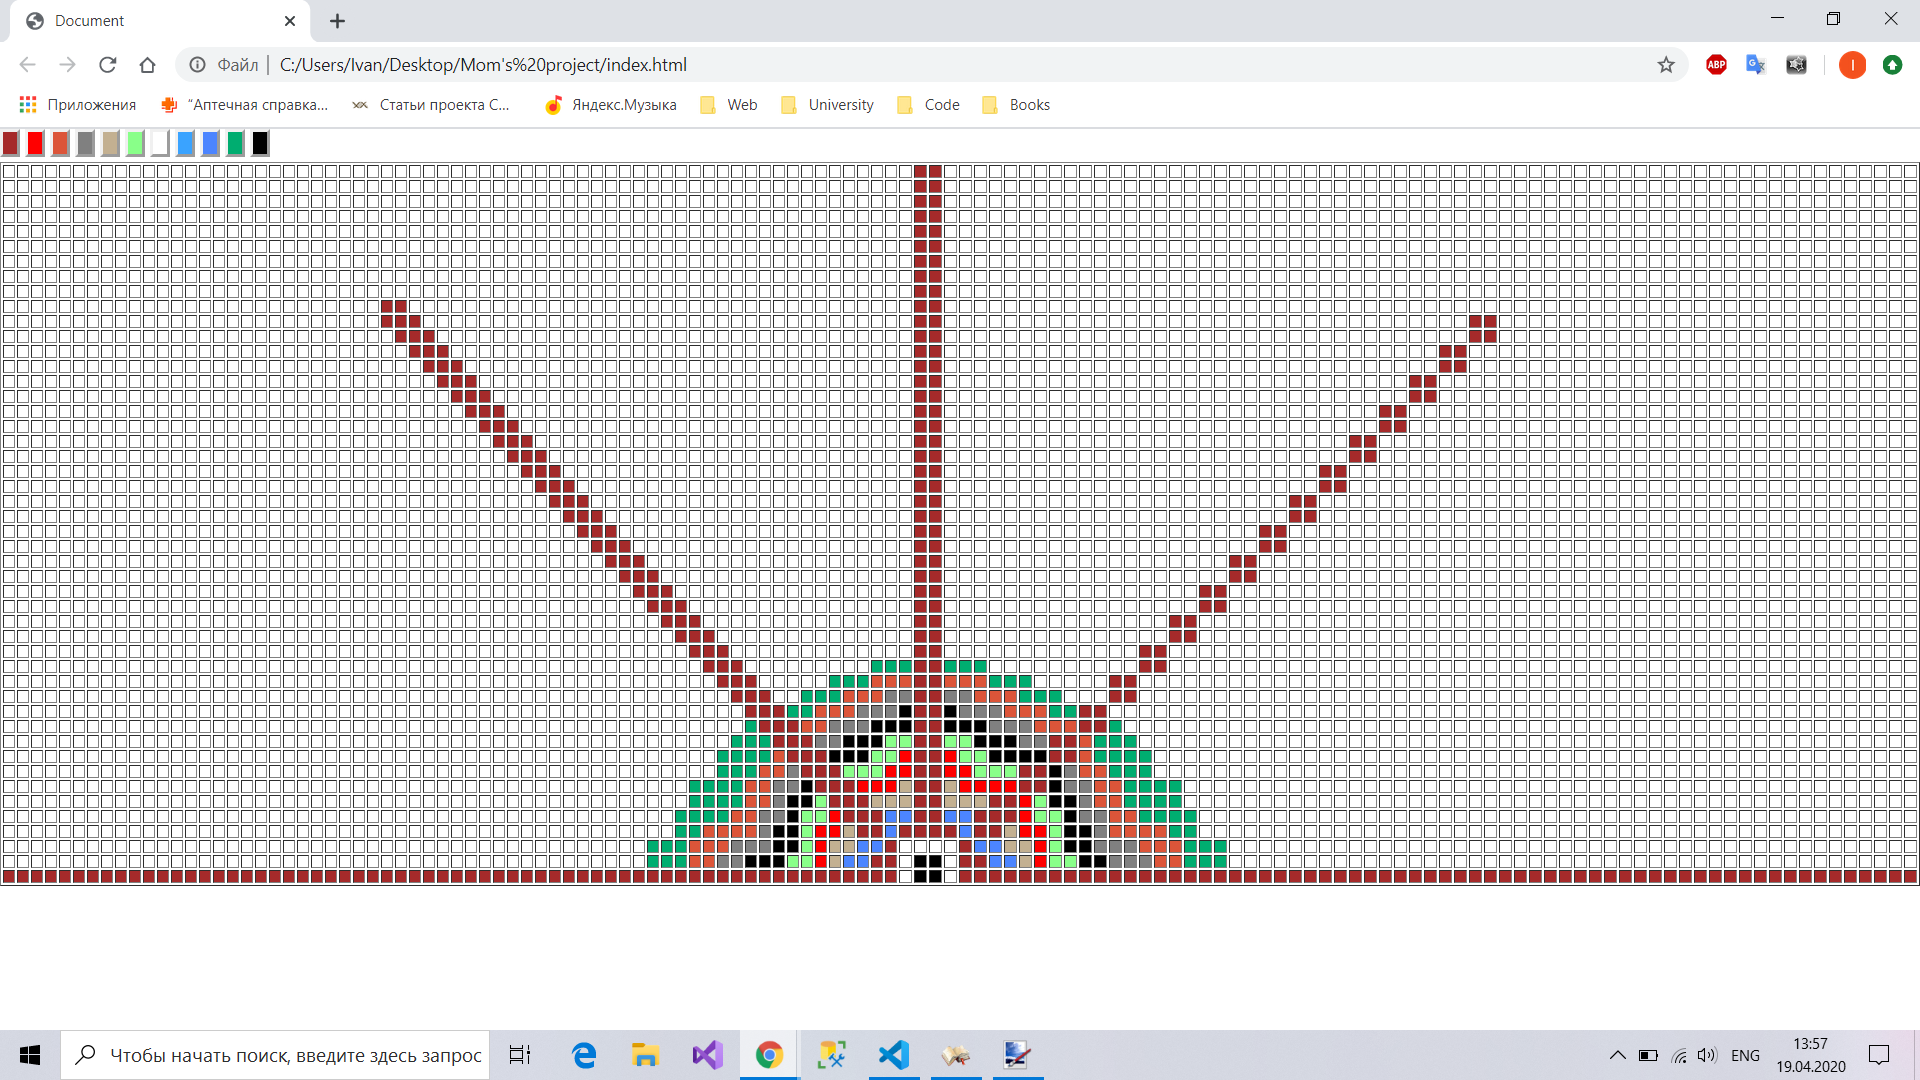 Document
Файл | C:/Users/Ivan/Desktop/Mom's%20project/index.html
ABP
I
Приложения
“Аптечная справка...
Статьи проекта С...
Яндекс.Музыка
Web
University
Code
Books
Чтобы начать поиск, введите здесь запрос
ENG
13:57
19.04.2020